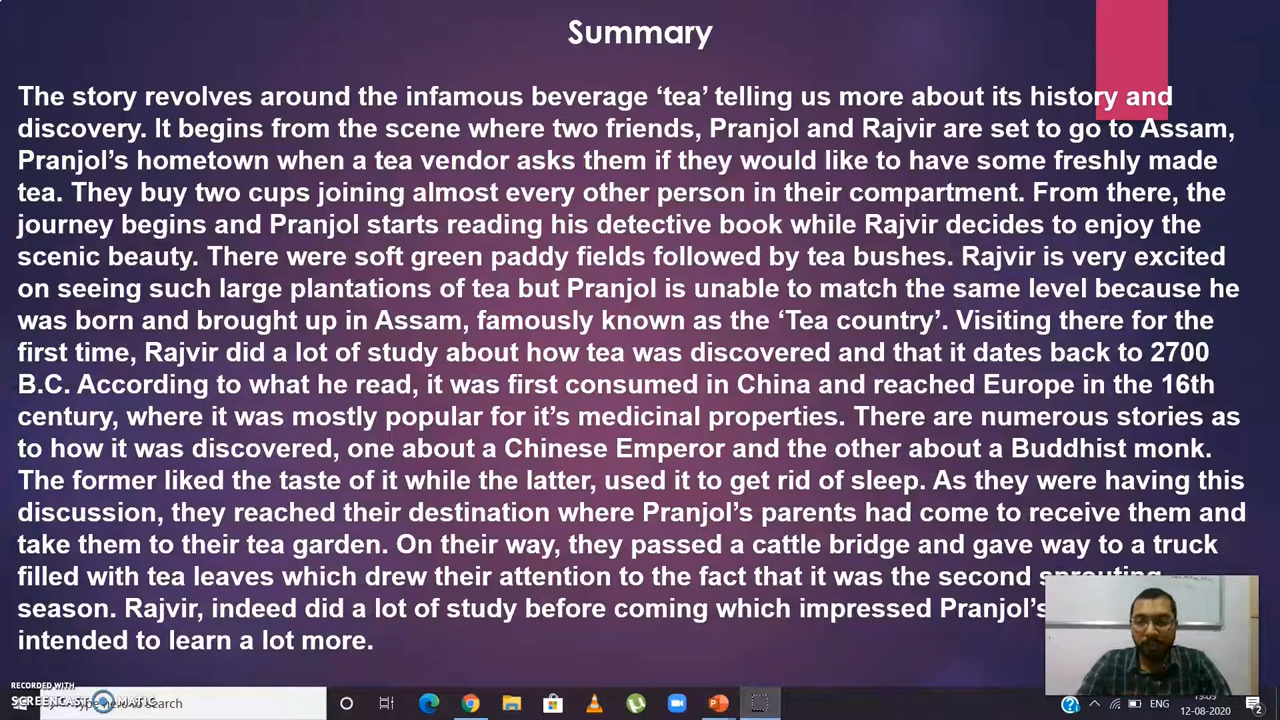 Summary
The story revolves around the infamous beverage ‘tea’ telling us more about its history and
discovery. It begins from the scene where two friends, Pranjol and Rajvir are set to go to Assam,
Pranjol’s hometown when a tea vendor asks them if they would like to have some freshly made
tea. They buy two cups joining almost every other person in their compartment. From there, the
journey begins and Pranjol starts reading his detective book while Rajvir decides to enjoy the
scenic beauty. There were soft green paddy fields followed by tea bushes. Rajvir is very excited
on seeing such large plantations of tea but Pranjol is unable to match the same level because he
was born and brought up in Assam, famously known as the ‘Tea country’. Visiting there for the
first time, Rajvir did a lot of study about how tea was discovered and that it dates back to 2700
B.C. According to what he read, it was first consumed in China and reached Europe in the 16th
century, where it was mostly popular for it’s medicinal properties. There are numerous stories as
to how it was discovered, one about a Chinese Emperor and the other about a Buddhist monk.
The former liked the taste of it while the latter, used it to get rid of sleep. As they were having this
discussion, they reached their destination where Pranjol’s parents had come to receive them and
take them to their tea garden. On their way, they passed a cattle bridge and gave way to a truck
filled with tea leaves which drew their attention to the fact that it was the second sprouting
season. Rajvir, indeed did a lot of study before coming which impressed Pranjol’s
intended to learn a lot more.
RECORDED WITH
SCREENCAST MATIC
search
ENG
19:09
12-08-2020
2